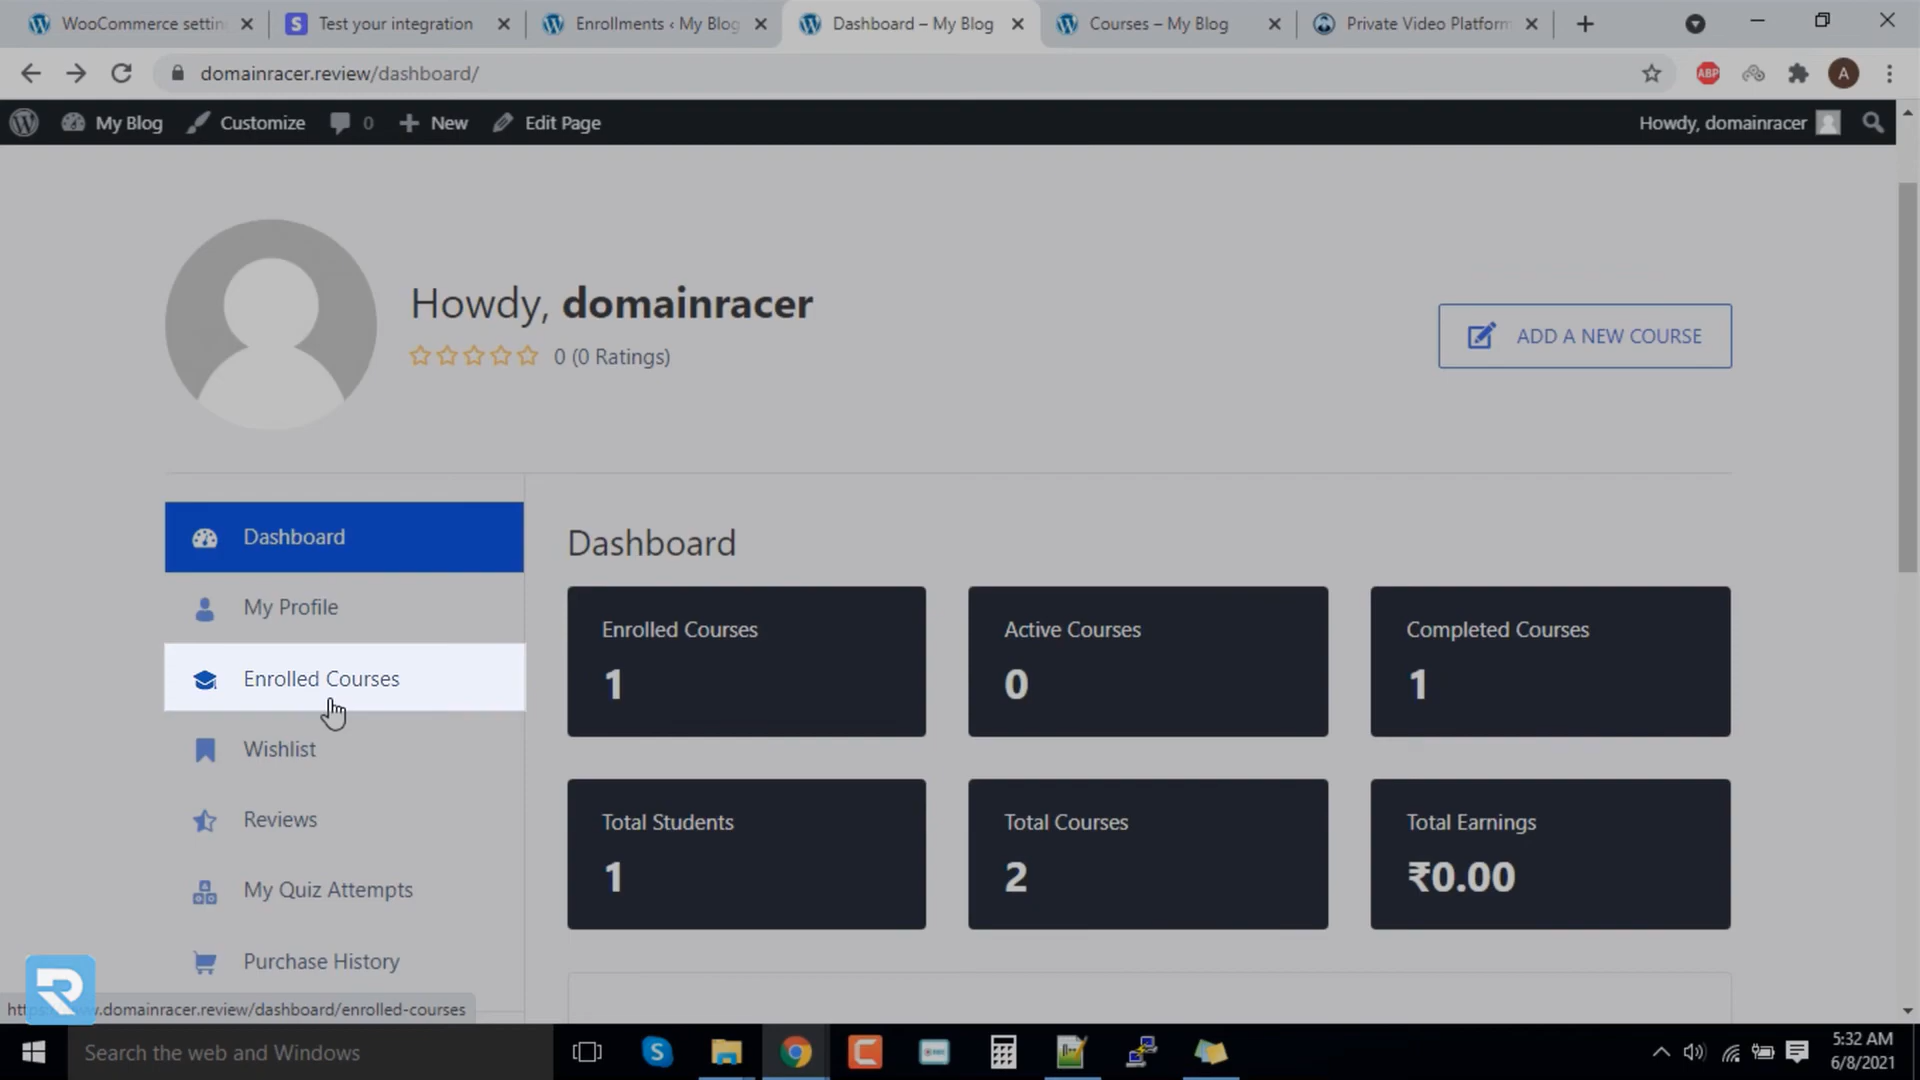 WooCommerce settin
Test your integration
Enrollments ‹ My Blog
Dashboard – My Blog
Courses – My Blog
Private Video Platform
domainracer.review/dashboard/
ABP
A
My Blog
Customize
0
New
Edit Page
Howdy, domainracer
Howdy, domainracer
0 (0 Ratings)
ADD A NEW COURSE
Dashboard
My Profile
Enrolled Courses
Wishlist
Reviews
My Quiz Attempts
Purchase History
Dashboard
Enrolled Courses
1
Active Courses
0
Completed Courses
1
Total Students
1
Total Courses
2
Total Earnings
₹0.00
.domainracer.review/dashboard/enrolled-courses
Search the web and Windows
5:32 AM
6/8/2021